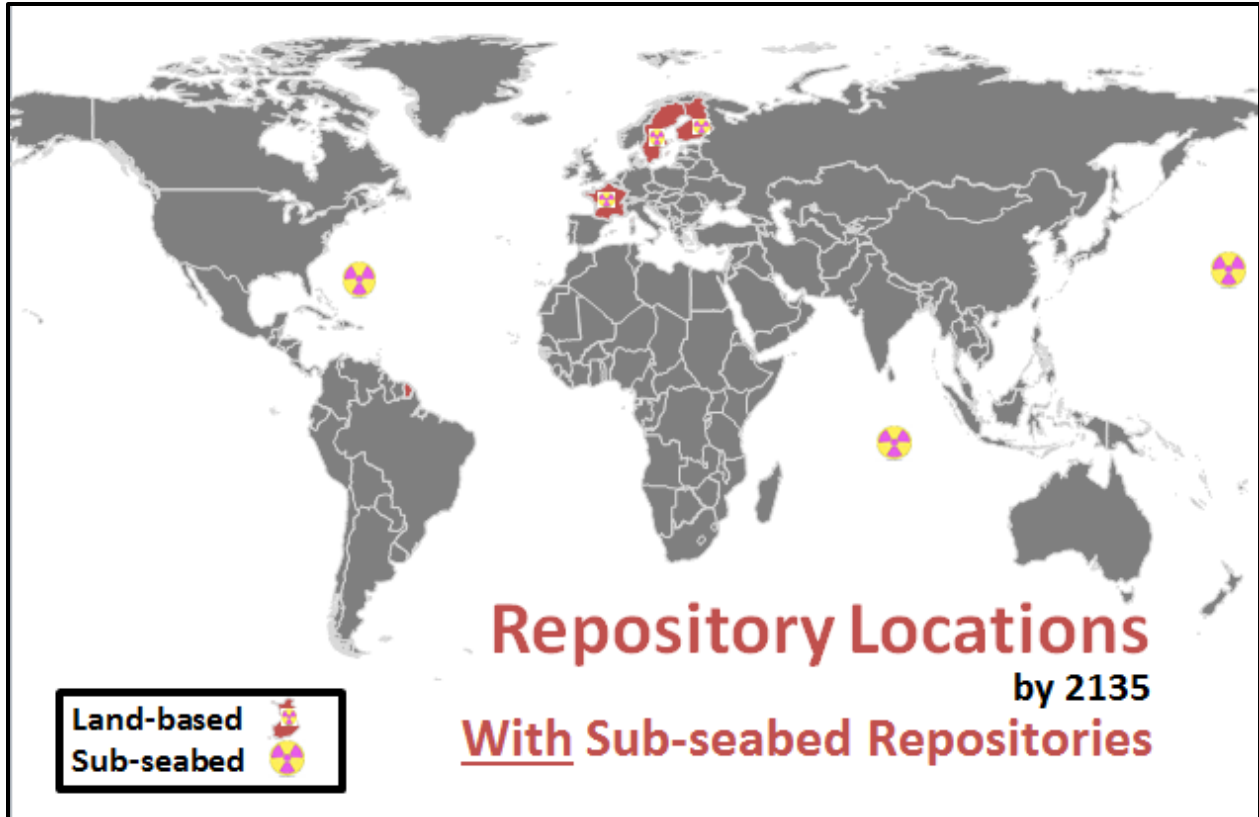 Repository Locations
by 2135
With Sub-seabed Repositories
Land-based
Sub-seabed